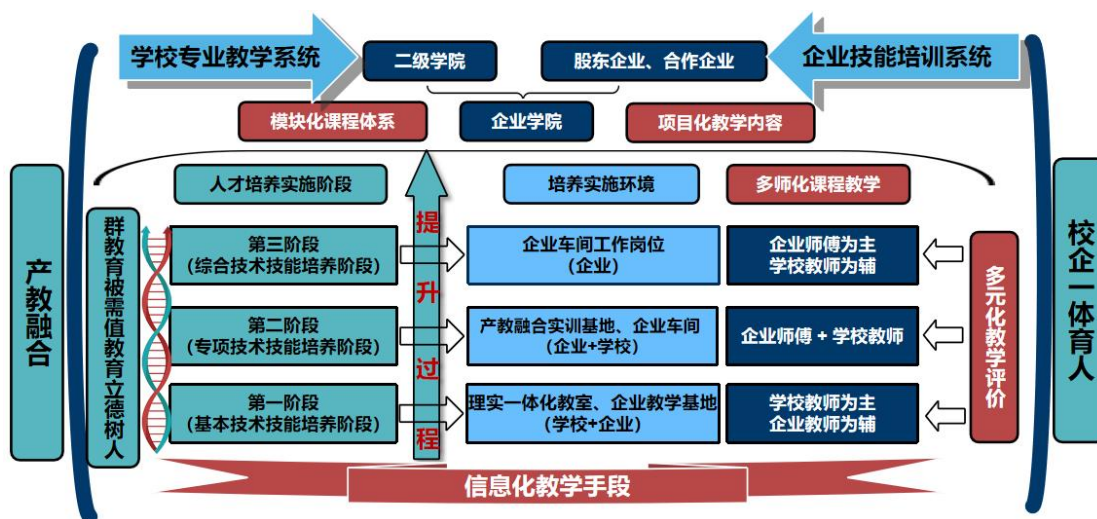 学校专业教学系统
二级学院
股东企业、合作企业
企业技能培训系统
模块化课程体系
企业学院
项目化教学内容
产教融合
群教育被需值教育立德树人
人才培养实施阶段
培养实施环境
多师化课程教学
提升过程
第三阶段
(综合技术技能培养阶段)
企业车间工作岗位
(企业)
企业师傅为主
学校教师为辅
第二阶段
(专项技术技能培养阶段)
产教融合实训基地、企业车间
(企业+学校)
企业师傅 + 学校教师
第一阶段
(基本技术技能培养阶段)
理实一体化教室、企业教学基地
(学校+企业)
学校教师为主
企业教师为辅
多元化教学评价
校企一体育人
信息化教学手段